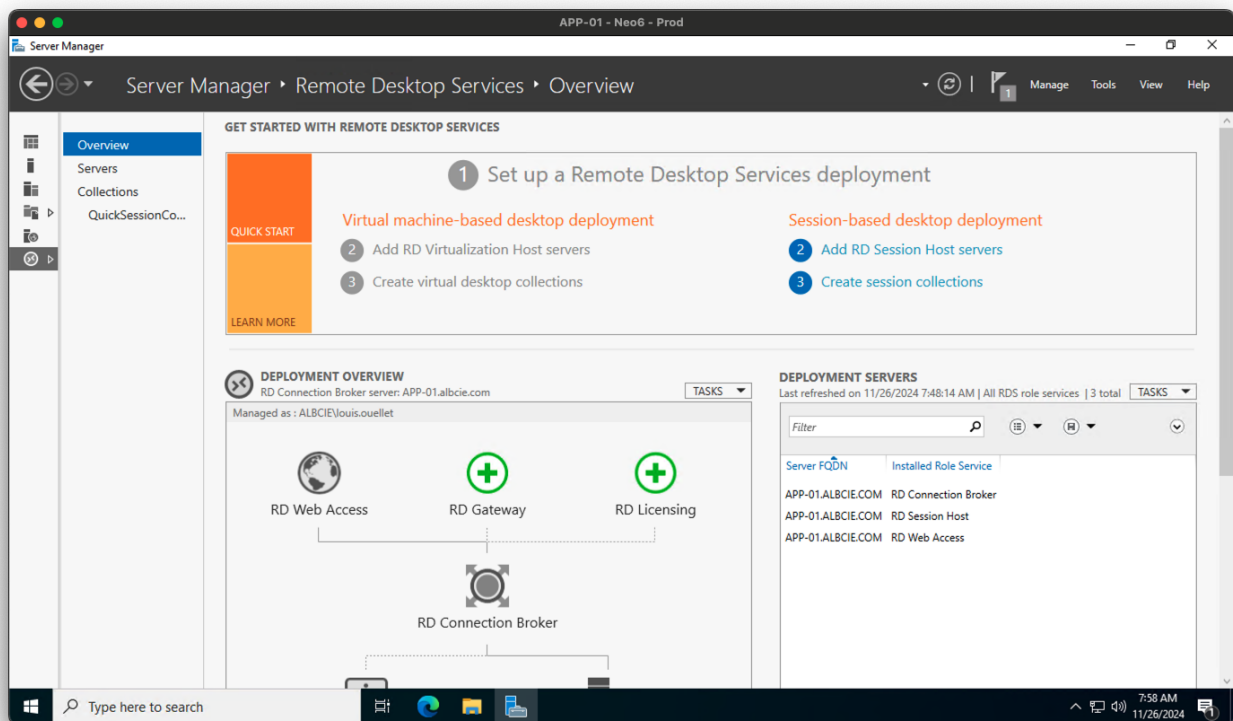 APP-01 - Neo6 - Prod
Server Manager
Server Manager ‣ Remote Desktop Services ‣ Overview
1
Manage Tools View Help
Overview
Servers
Collections
QuickSessionCo...
GET STARTED WITH REMOTE DESKTOP SERVICES
QUICK START
LEARN MORE
1 Set up a Remote Desktop Services deployment
Virtual machine-based desktop deployment
2 Add RD Virtualization Host servers
3 Create virtual desktop collections
Session-based desktop deployment
2 Add RD Session Host servers
3 Create session collections
DEPLOYMENT OVERVIEW
RD Connection Broker server: APP-01.albcie.com
TASKS
Managed as : ALBCIE\louis.ouellet
RD Web Access
RD Gateway
RD Licensing
RD Connection Broker
DEPLOYMENT SERVERS
Last refreshed on 11/26/2024 7:48:14 AM | All RDS role services | 3 total
TASKS
Filter
Server FQDN Installed Role Service
APP-01.ALBCIE.COM RD Connection Broker
APP-01.ALBCIE.COM RD Session Host
APP-01.ALBCIE.COM RD Web Access
Type here to search
7:58 AM
11/26/2024
1